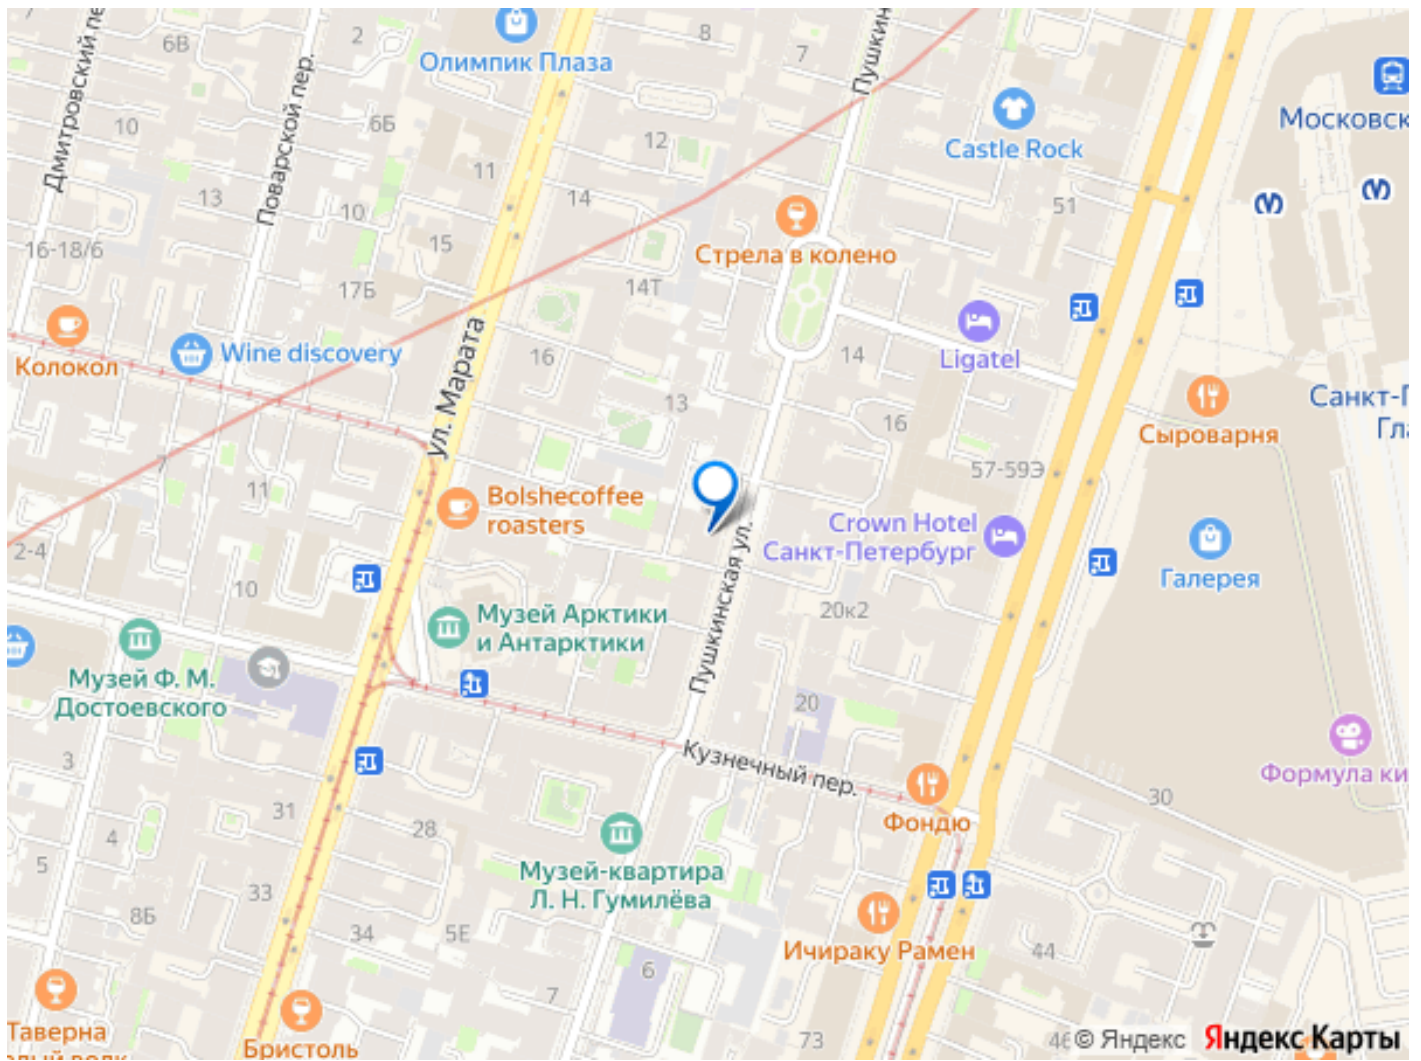 Дмитровский пе
6В
Поварской пер.
2
Олимпик Плаза
8
7
Пушкин
Московск
Castle Rock
10
6Б
12
11
13
14
10
15
16-18/6
17Б
51
Стрела в колено
14Т
Колокол
Wine discovery
ул. Марата
16
14
Ligatel
13
16
Санкт-П
Гла
Сыроварня
7
11
57-59Э
Bolshecoffee
roasters
Crown Hotel
Санкт-Петербург
Пушкинская ул.
Галерея
2-4
10
20к2
Музей Арктики
и Антарктики
Музей Ф. М.
Достоевского
20
Кузнечный пер.
3
31
4
28
5
33
8Б
34
5Е
Формула ки
30
Фондю
Музей-квартира
Л. Н. Гумилёва
Ичираку Рамен
44
6
7
73
Таверна
Бристоль
46
© Яндекс
Яндекс Карты